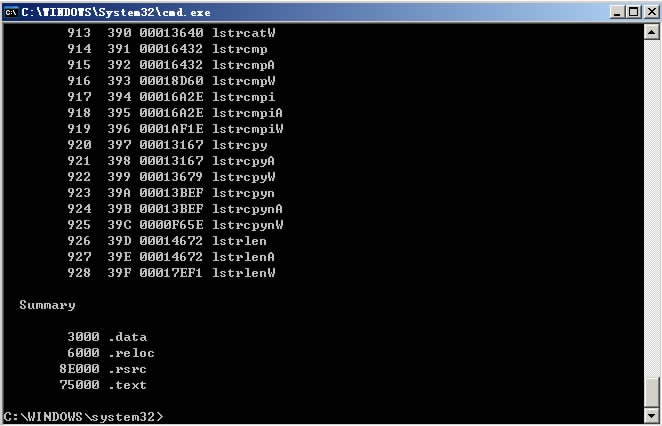 C:\WINDOWS\System32\cmd.exe
913 390 00013640 lstrcatW
914 391 00016432 lstrcmp
915 392 00016432 lstrcmpA
916 393 00018D60 lstrcmpW
917 394 00016A2E lstrcmpi
918 395 00016A2E lstrcmpiA
919 396 0001AF1E lstrcmpiW
920 397 00013167 lstrcpy
921 398 00013167 lstrcpyA
922 399 00013679 lstrcpyW
923 39A 00013BEF lstrcpyn
924 39B 00013BEF lstrcpynA
925 39C 0000F65E lstrcpynW
926 39D 00014672 lstrlen
927 39E 00014672 lstrlenA
928 39F 00017EF1 lstrlenW
Summary
3000 .data
6000 .reloc
8E000 .rsrc
75000 .text
C:\WINDOWS\system32>